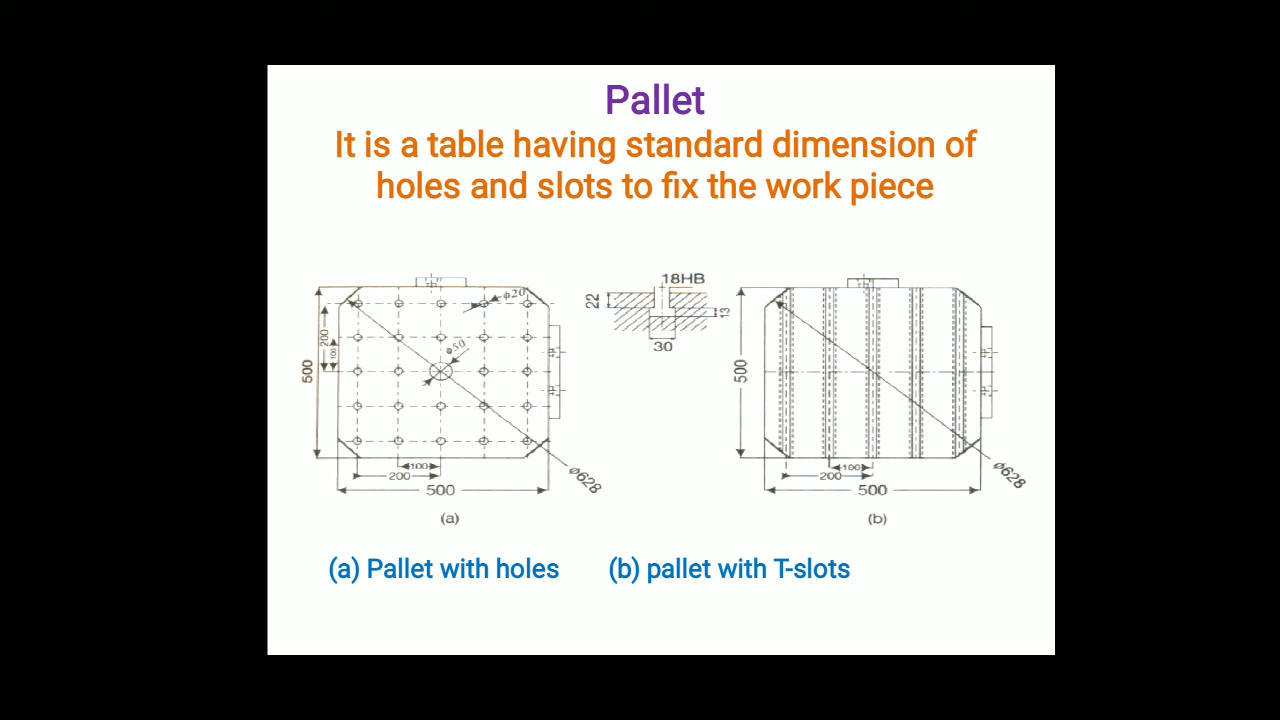 Pallet
It is a table having standard dimension of
holes and slots to fix the work piece
18HB
22
13
30
ø20
ø50
500
200
100
100
200
500
ø628
(a)
500
100
200
500
ø628
(b)
(a) Pallet with holes
(b) pallet with T-slots